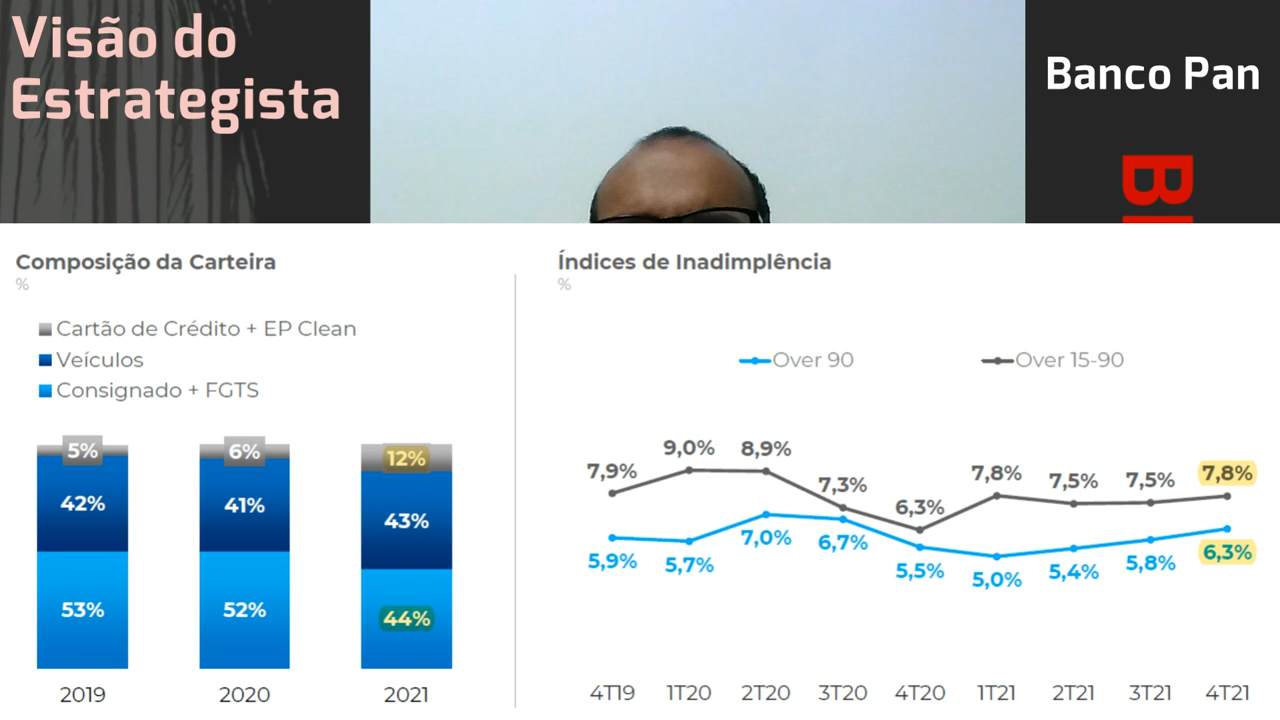 Visão do
Estrategista
Banco Pan
Composição da Carteira
%
Cartão de Crédito + EP Clean
Veículos
Consignado + FGTS
5% 6% 12%
42% 41% 43%
53% 52% 44%
2019 2020 2021
Índices de Inadimplência
%
Over 90 Over 15-90
7,9% 9,0% 8,9% 7,3% 6,3% 7,8% 7,5% 7,5% 7,8%
5,9% 5,7% 7,0% 6,7% 5,5% 5,0% 5,4% 5,8% 6,3%
4T19 1T20 2T20 3T20 4T20 1T21 2T21 3T21 4T21